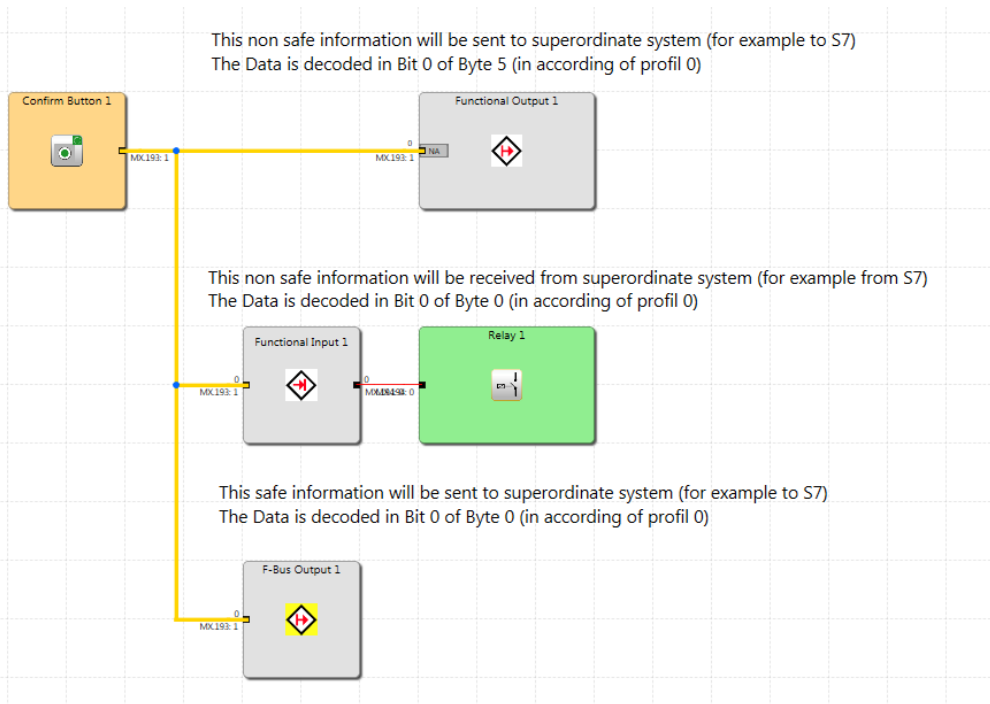 This non safe information will be sent to superordinate system (for example to S7)
The Data is decoded in Bit 0 of Byte 5 (in according of profil 0)
Confirm Button 1
Functional Output 1
MX.193: 1
0
MX.193: 1
NA
This non safe information will be received from superordinate system (for example from S7)
The Data is decoded in Bit 0 of Byte 0 (in according of profil 0)
Functional Input 1
Relay 1
0
MX.193: 1
0
This safe information will be sent to superordinate system (for example to S7)
The Data is decoded in Bit 0 of Byte 0 (in according of profil 0)
F-Bus Output 1
0
MX.193: 1